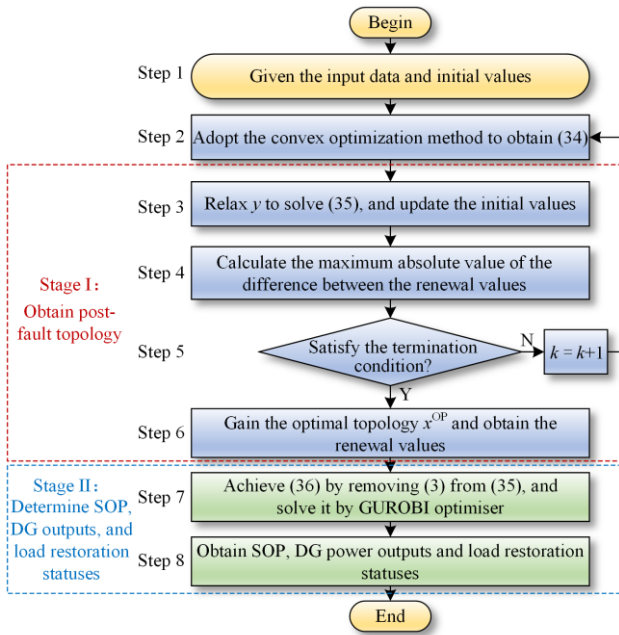 Begin
Step 1
Given the input data and initial values
Step 2
Adopt the convex optimization method to obtain (34)
Stage I:
Obtain post-
fault topology
Step 3
Relax y to solve (35), and update the initial values
Step 4
Calculate the maximum absolute value of the
difference between the renewal values
Step 5
Satisfy the termination
condition?
N
k = k+1
Y
Step 6
Gain the optimal topology x^OP and obtain the
renewal values
Stage II:
Determine SOP,
DG outputs, and
load restoration
statuses
Step 7
Achieve (36) by removing (3) from (35), and
solve it by GUROBI optimiser
Step 8
Obtain SOP, DG power outputs and load restoration
statuses
End